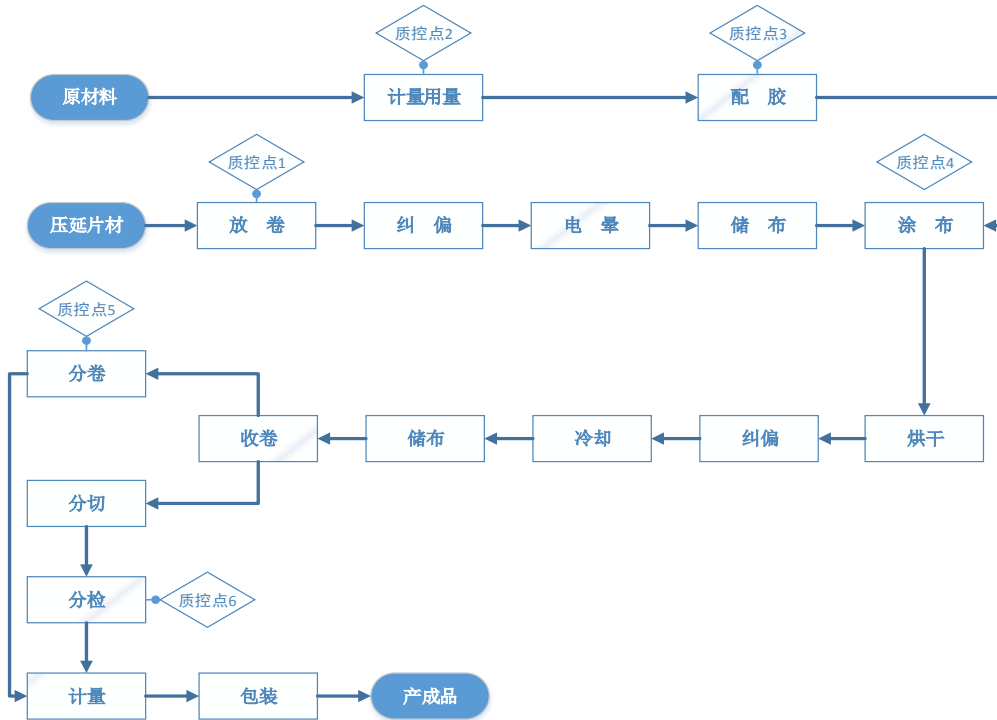 质控点2
质控点3
原材料
计量用量
配 胶
质控点1
质控点4
压延片材
放 卷
纠 偏
电 晕
储 布
涂 布
质控点5
分卷
收卷
储布
冷却
纠偏
烘干
分切
分检
质控点6
计量
包装
产成品